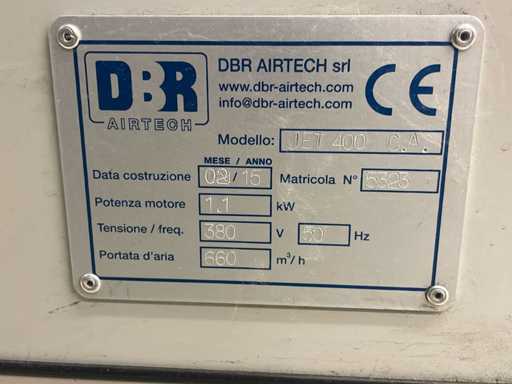 DBR
AIRTECH
DBR AIRTECH srl
www.dbr-airtech.com
info@dbr-airtech.com
CE
Modello: JET 400 C.A.
MESE / ANNO
Data costruzione 02/15 Matricola N° 5323
Potenza motore 1.1 kW
Tensione / freq. 380 V 50 Hz
Portata d'aria 660 m³/h